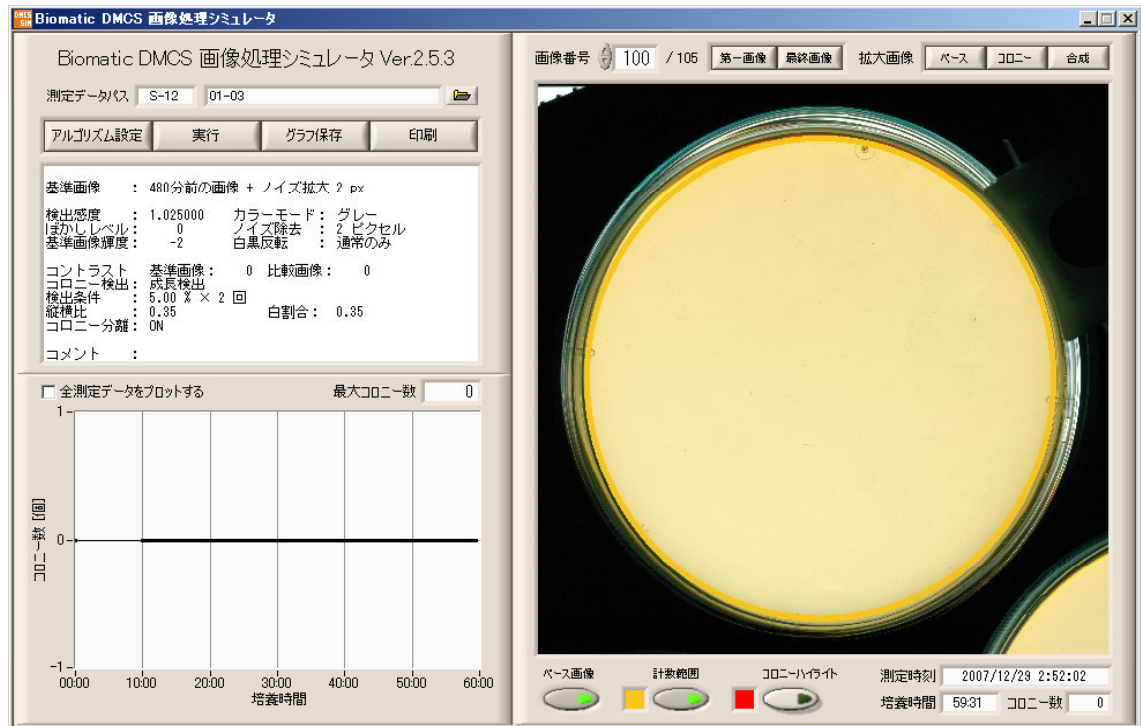 Biomatic DMCS 画像処理シミュレータ
Biomatic DMCS 画像処理シミュレータ Ver.2.5.3
測定データパス S-12 01-03
アルゴリズム設定 実行 グラフ保存 印刷
基準画像 : 480分前の画像 + ノイズ拡大 2 px
検出感度 : 1.025000 カラーモード : グレー
ぼかしレベル : 0 ノイズ除去 : 2 ピクセル
基準画像輝度 : -2 白黒反転 : 通常のみ
コントラスト 基準画像 : 0 比較画像 : 0
コロニー検出 : 成長検出
検出条件 : 5.00 % × 2 回
縦横比 : 0.35 白割合 : 0.35
コロニー分離 : ON
コメント :
全測定データをプロットする 最大コロニー数 0
コロニー数 [個]
1
0
-1
00:00 10:00 20:00 30:00 40:00 50:00 60:00
培養時間
画像番号 100 / 105 第一画像 最終画像 拡大画像 ベース コロニー 合成
ベース画像 計数範囲 コロニーハイライト 測定時刻 2007/12/29 2:52:02
培養時間 59:31 コロニー数 0